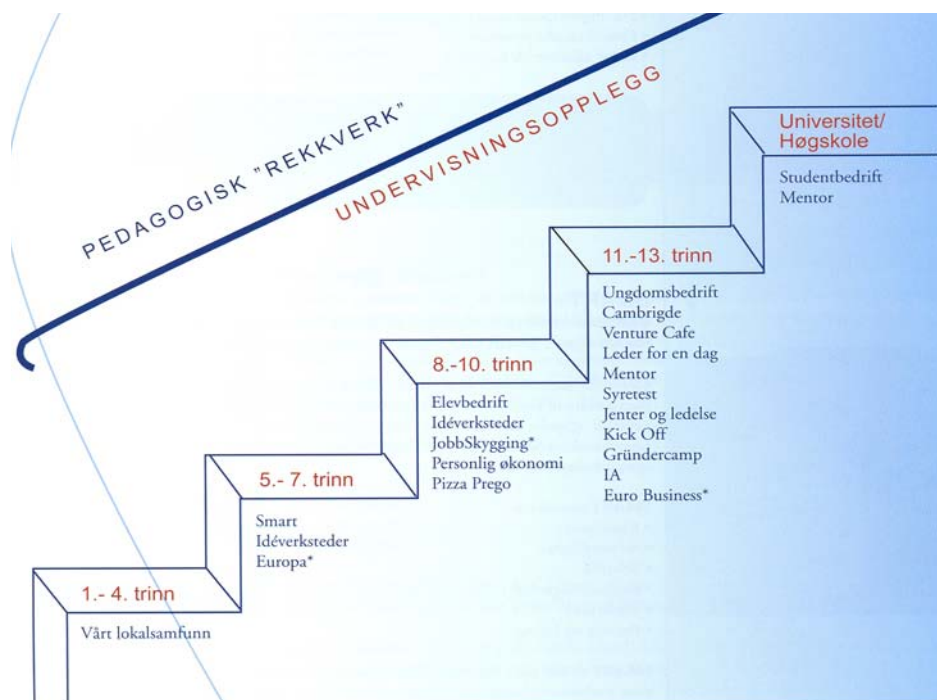 PEDAGOGISK "REKKVERK"
UNDERVISNINGSOPPLEGG
Universitet/
Høgskole
Studentbedrift
Mentor
11.-13. trinn
Ungdomsbedrift
Cambrigde
Venture Cafe
Leder for en dag
Mentor
Syretest
Jenter og ledelse
Kick Off
Gründercamp
IA
Euro Business*
8.-10. trinn
Elevbedrift
Idéverksteder
JobbSkygging*
Personlig økonomi
Pizza Prego
5.- 7. trinn
Smart
Idéverksteder
Europa*
1.- 4. trinn
Vårt lokalsamfunn